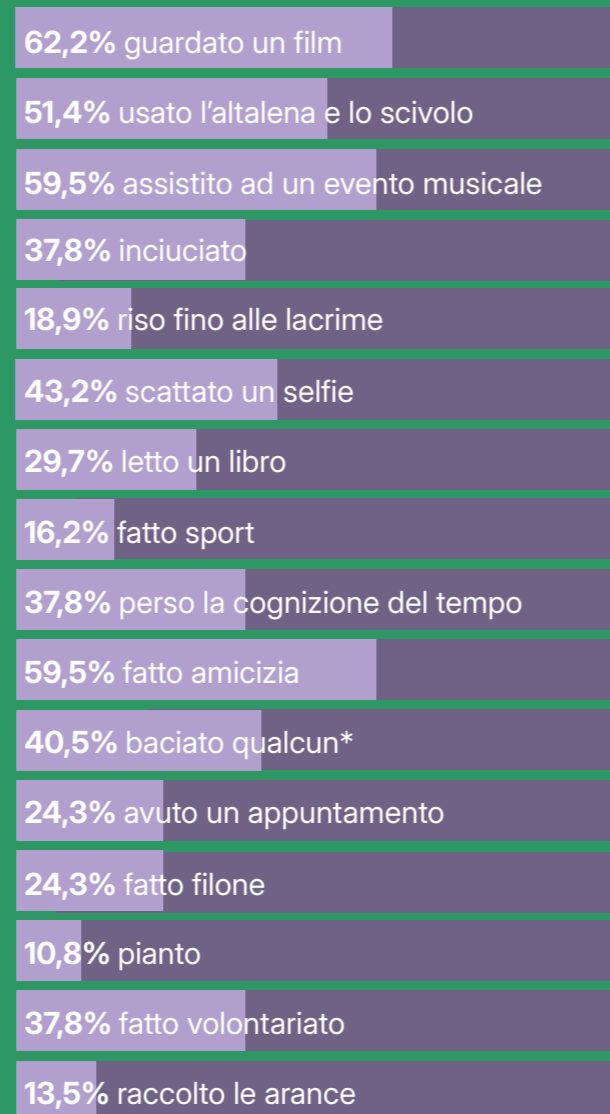 62,2% guardato un film
51,4% usato l’altalena e lo scivolo
59,5% assistito ad un evento musicale
37,8% inciuciato
18,9% riso fino alle lacrime
43,2% scattato un selfie
29,7% letto un libro
16,2% fatto sport
37,8% perso la cognizione del tempo
59,5% fatto amicizia
40,5% baciato qualcun*
24,3% avuto un appuntamento
24,3% fatto filone
10,8% pianto
37,8% fatto volontariato
13,5% raccolto le arance